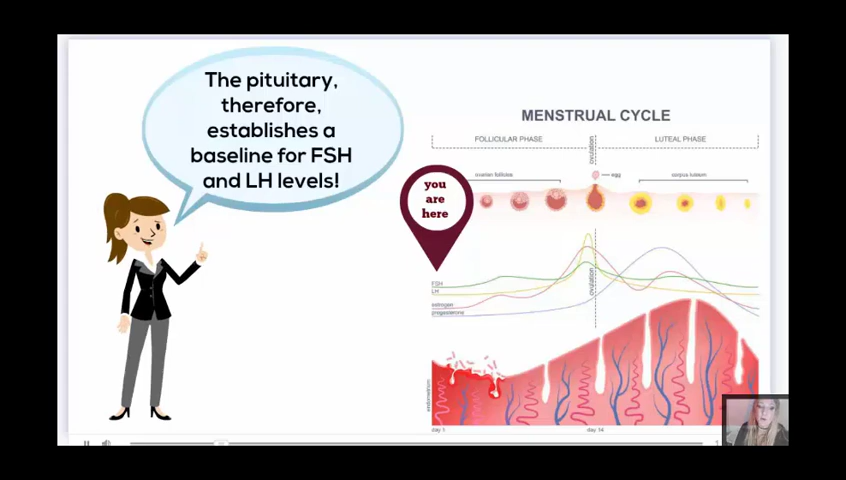 The pituitary,
therefore,
establishes a
baseline for FSH
and LH levels!
MENSTRUAL CYCLE
FOLLICULAR PHASE
ovulation
LUTEAL PHASE
ovarian follicles
egg
corpus luteum
you
are
here
FSH
LH
ovulation
estrogen
progesterone
endometrium
day 1
day 14